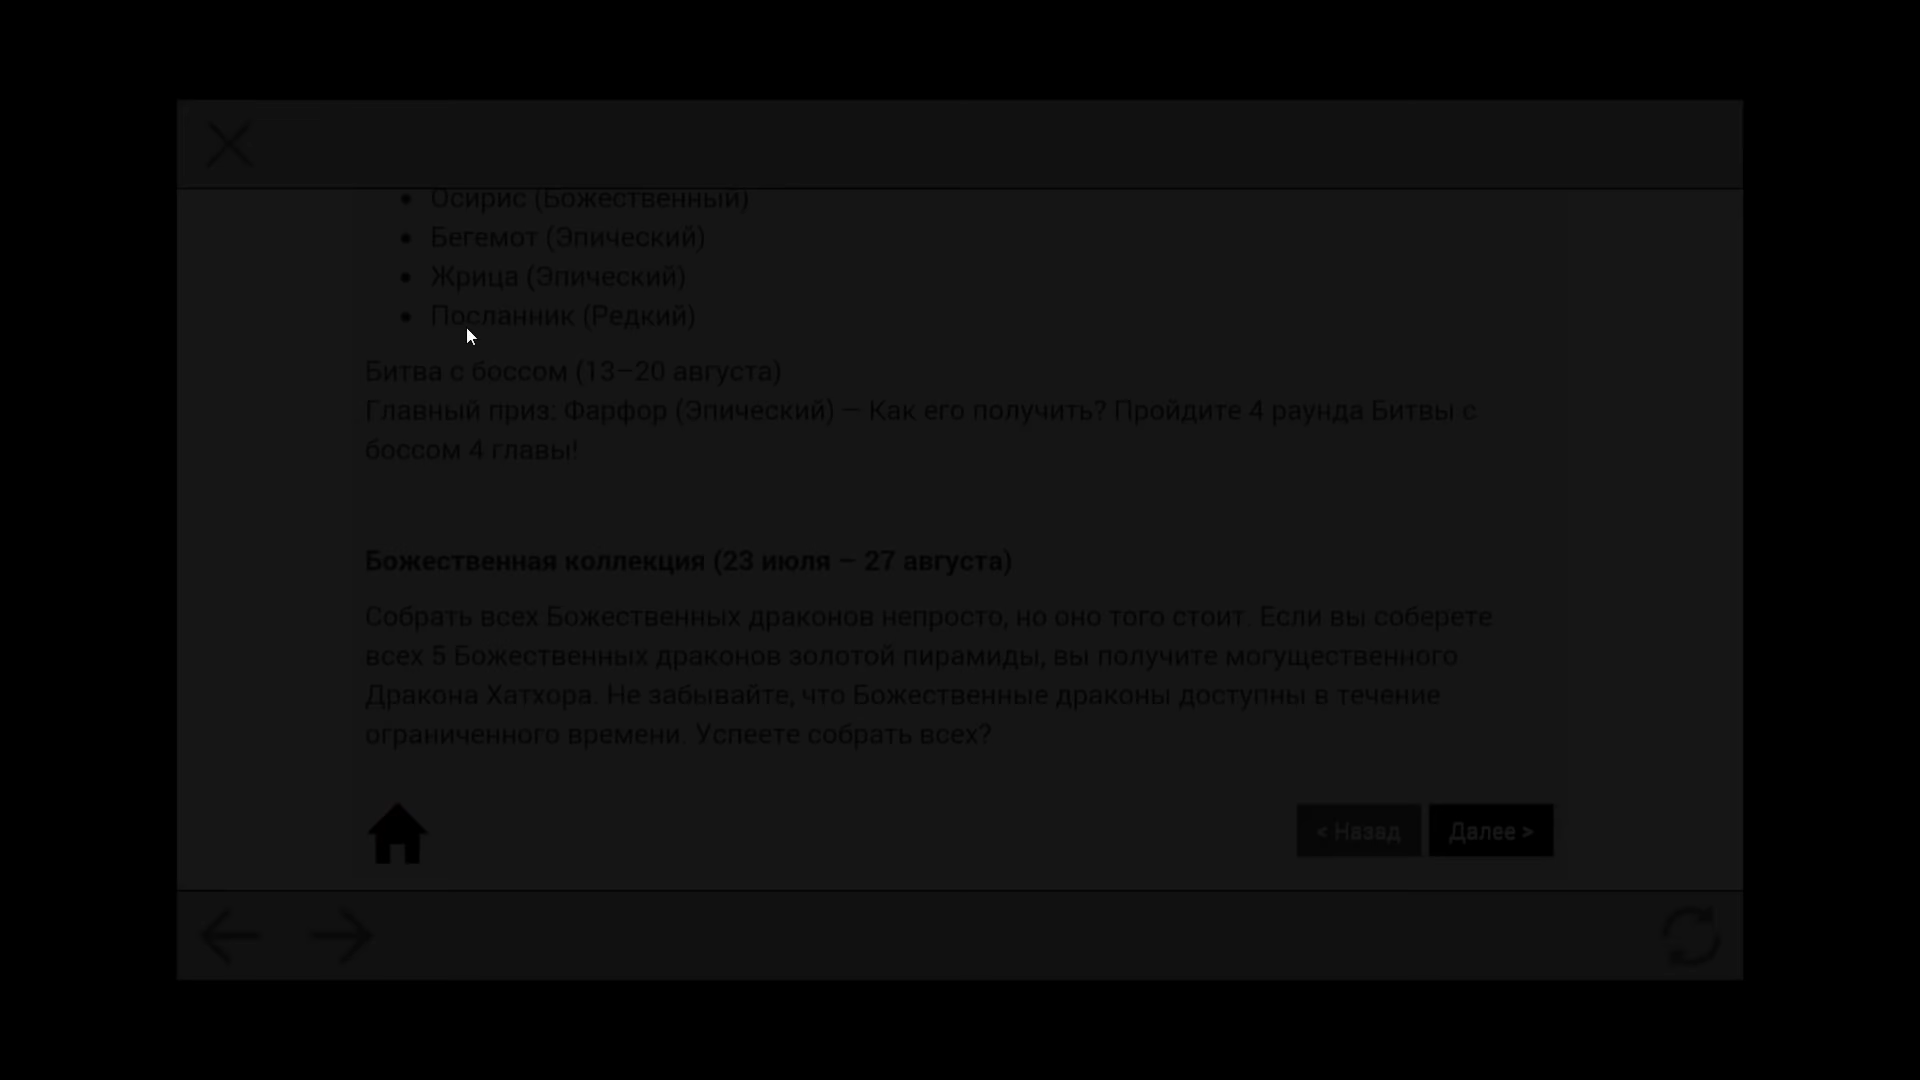 Осирис (Божественный)
Бегемот (Эпический)
Жрица (Эпический)
Посланник (Редкий)
Битва с боссом (13–20 августа)
Главный приз: Фарфор (Эпический) – Как его получить? Пройдите 4 раунда Битвы с
боссом 4 главы!
Божественная коллекция (23 июля – 27 августа)
Собрать всех Божественных драконов непросто, но оно того стоит. Если вы соберете
всех 5 Божественных драконов золотой пирамиды, вы получите могущественного
Дракона Хатхора. Не забывайте, что Божественные драконы доступны в течение
ограниченного времени. Успеете собрать всех?
< Назад Далее >